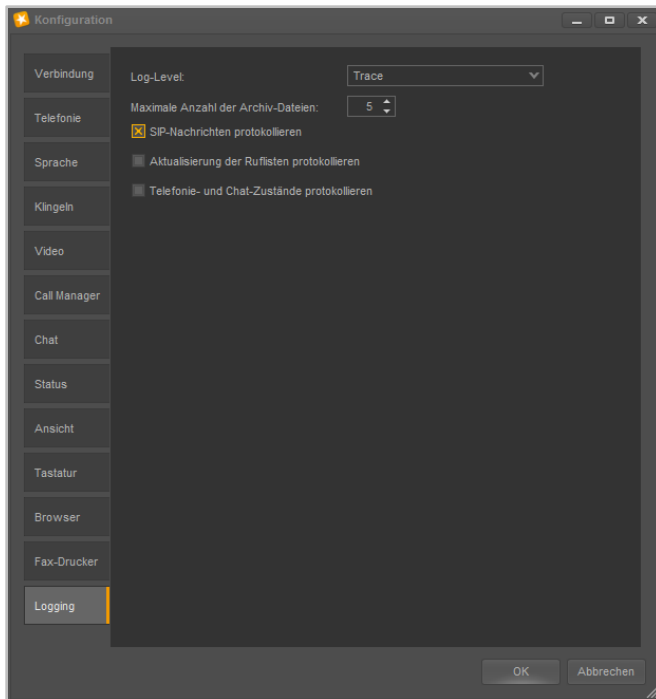 Konfiguration
Verbindung
Telefonie
Sprache
Klingeln
Video
Call Manager
Chat
Status
Ansicht
Tastatur
Browser
Fax-Drucker
Logging
Log-Level: Trace
Maximale Anzahl der Archiv-Dateien: 5
SIP-Nachrichten protokollieren
Aktualisierung der Ruflisten protokollieren
Telefonie- und Chat-Zustände protokollieren
OK Abbrechen